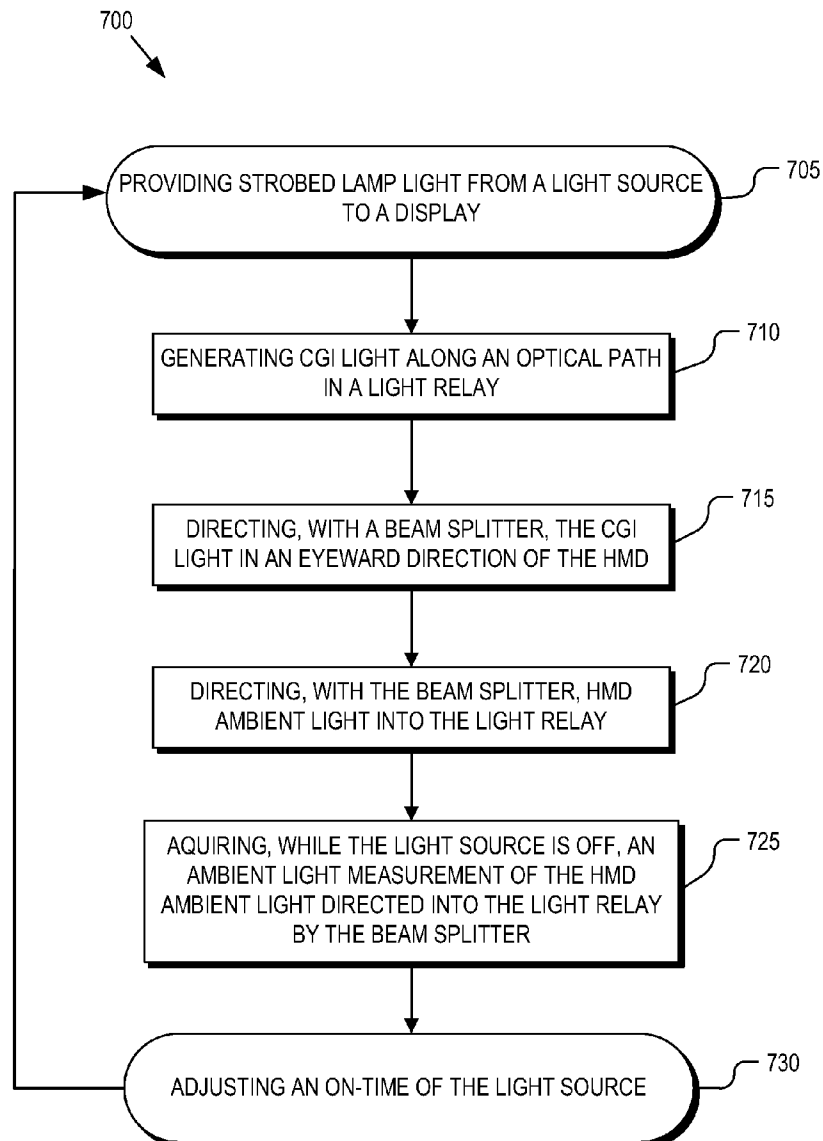 700
PROVIDING STROBED LAMP LIGHT FROM A LIGHT SOURCE
TO A DISPLAY
705
GENERATING CGI LIGHT ALONG AN OPTICAL PATH
IN A LIGHT RELAY
710
DIRECTING, WITH A BEAM SPLITTER, THE CGI
LIGHT IN AN EYEWARD DIRECTION OF THE HMD
715
DIRECTING, WITH THE BEAM SPLITTER, HMD
AMBIENT LIGHT INTO THE LIGHT RELAY
720
AQUIRING, WHILE THE LIGHT SOURCE IS OFF, AN
AMBIENT LIGHT MEASUREMENT OF THE HMD
AMBIENT LIGHT DIRECTED INTO THE LIGHT RELAY
BY THE BEAM SPLITTER
725
ADJUSTING AN ON-TIME OF THE LIGHT SOURCE
730